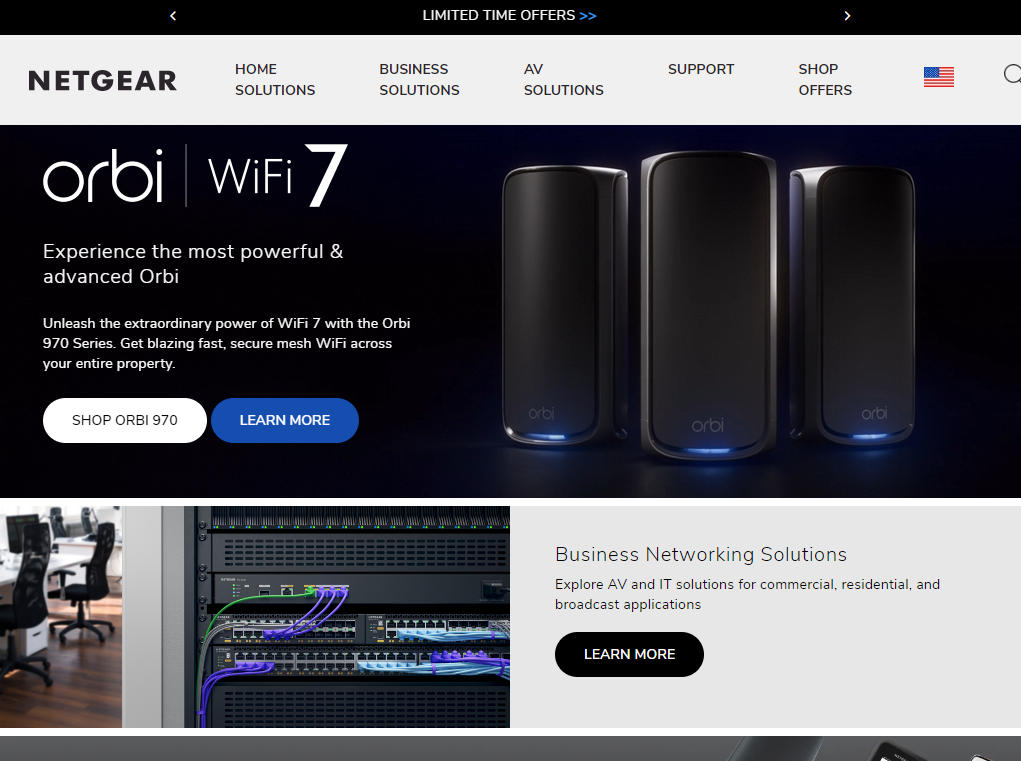 LIMITED TIME OFFERS >>
NETGEAR
HOME
SOLUTIONS
BUSINESS
SOLUTIONS
AV
SOLUTIONS
SUPPORT
SHOP
OFFERS
orbi | WiFi 7
Experience the most powerful &
advanced Orbi
Unleash the extraordinary power of WiFi 7 with the Orbi
970 Series. Get blazing fast, secure mesh WiFi across
your entire property.
SHOP ORBI 970
LEARN MORE
orbi
orbi
orbi
Business Networking Solutions
Explore AV and IT solutions for commercial, residential, and
broadcast applications
LEARN MORE